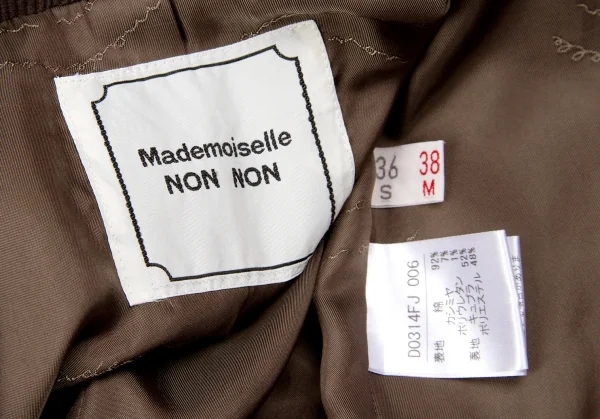 Mademoiselle
NON NON
36 38
S M
D0314FJ 006
表地 綿 92%
カシミヤ 7%
ポリウレタン 1%
裏地 キュプラ 52%
ポリエステル 48%